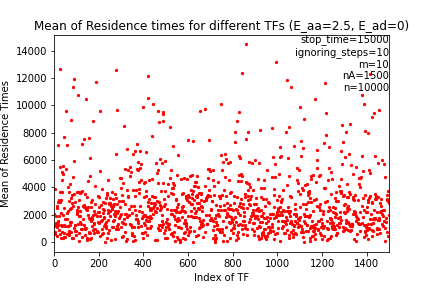 Mean of Residence times for different TFs (E_aa=2.5, E_ad=0)
stop_time=15000
ignoring_steps=10
m=10
nA=1500
n=10000
Mean of Residence Times
14000
12000
10000
8000
6000
4000
2000
0
0 200 400 600 800 1000 1200 1400
Index of TF